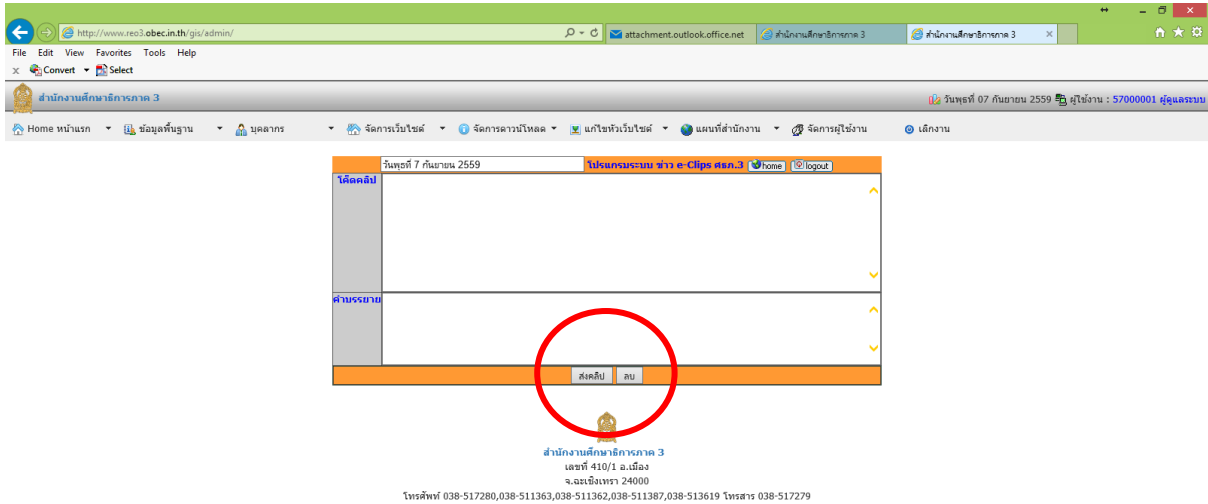 http://www.reo3.obec.in.th/gis/admin/
attachment.outlook.office.net
สำนักงานศึกษาธิการภาค 3
สำนักงานศึกษาธิการภาค 3
File Edit View Favorites Tools Help
x Convert Select
สำนักงานศึกษาธิการภาค 3
วันพุธที่ 07 กันยายน 2559 ผู้ใช้งาน : 57000001 ผู้ดูแลระบบ
Home หน้าแรก ข้อมูลพื้นฐาน บุคลากร จัดการเว็บไซต์ จัดการดาวน์โหลด แก้ไขหัวเว็บไซต์ แผนที่สำนักงาน จัดการผู้ใช้งาน เลิกงาน
วันพุธที่ 7 กันยายน 2559 โปรแกรมระบบ ข่าว e-Clips ศธภ.3 home logout
โค๊ดคลิป
คำบรรยาย
ส่งคลิป ลบ
สำนักงานศึกษาธิการภาค 3
เลขที่ 410/1 อ.เมือง
จ.ฉะเชิงเทรา 24000
โทรศัพท์ 038-517280,038-511363,038-511362,038-511387,038-513619 โทรสาร 038-517279